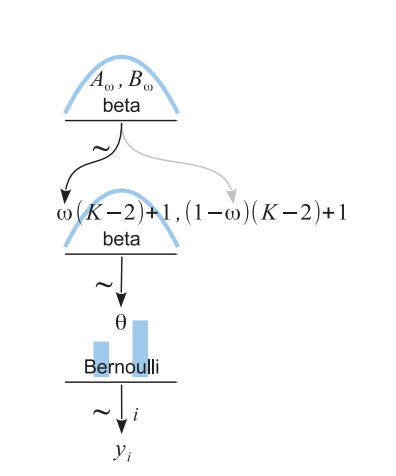 A_ω, B_ω
beta
~
ω(K−2)+1, (1−ω)(K−2)+1
beta
~
θ
Bernoulli
~ i
y_i